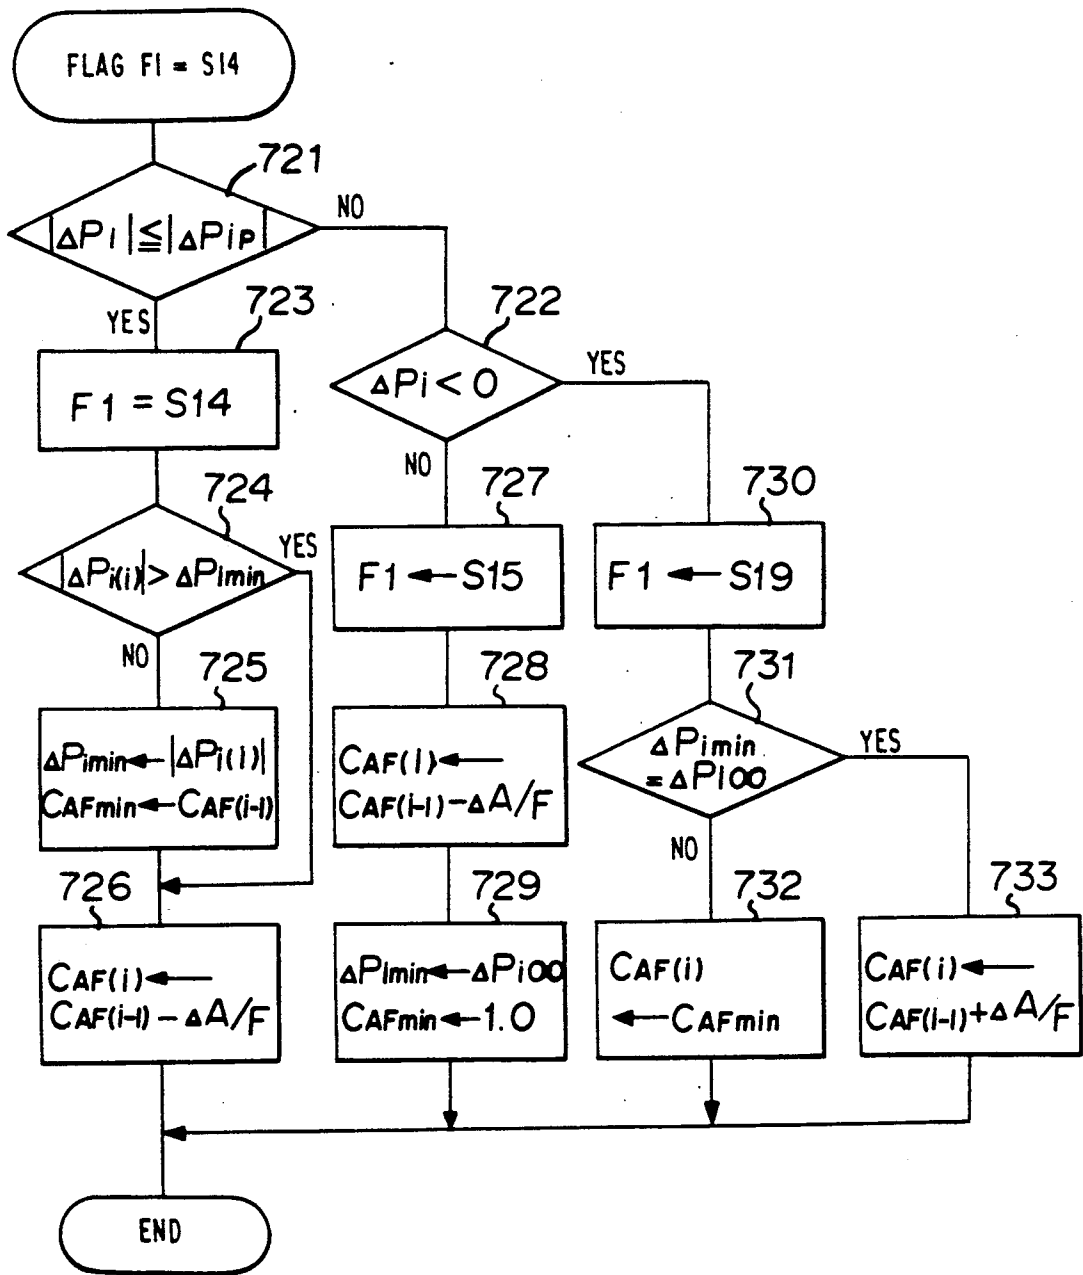 FLAG F1 = S14
721
|ΔPi|≦|ΔPiP|
NO
YES
723
F1 = S14
722
ΔPi < 0
YES
NO
724
|ΔPi(i)| > ΔPimin
YES
NO
727
F1 ← S15
730
F1 ← S19
725
ΔPimin ← |ΔPi(i)|
CAFmin ← CAF(i-1)
728
CAF(i) ←
CAF(i-1) - ΔA/F
731
ΔPimin
= ΔPi00
YES
NO
726
CAF(i) ←
CAF(i-1) - ΔA/F
729
ΔPimin ← ΔPi00
CAFmin ← 1.0
732
CAF(i)
← CAFmin
733
CAF(i) ←
CAF(i-1) + ΔA/F
END